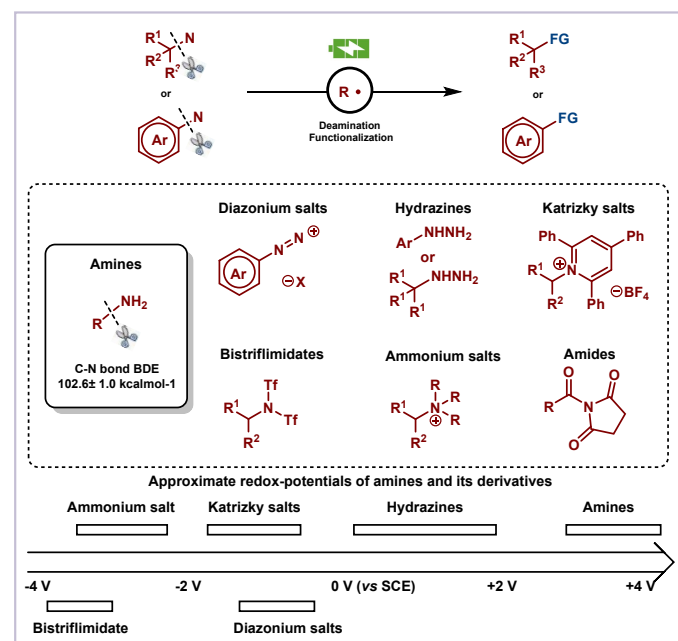 R1 N
R2
R?
or
Ar N
R •
Deamination
Functionalization
R1 FG
R2
R3
or
FG
Ar
Diazonium salts
N=N ⊕
Ar
⊖X
Hydrazines
Ar-NHNH2
or
R1 NHNH2
R1 R1
Katrizky salts
Ph Ph
R1 N ⊕
R2 Ph
⊖BF4
Amines
NH2
R
C-N bond BDE
102.6± 1.0 kcalmol-1
Bistriflimidates
Tf
R1 N Tf
R2
Ammonium salts
R
R1 N R
⊕ R
R2
Amides
O O
R N
O
Approximate redox-potentials of amines and its derivatives
Ammonium salt Katrizky salts Hydrazines Amines
-4 V -2 V 0 V (vs SCE) +2 V +4 V
Bistriflimidate Diazonium salts